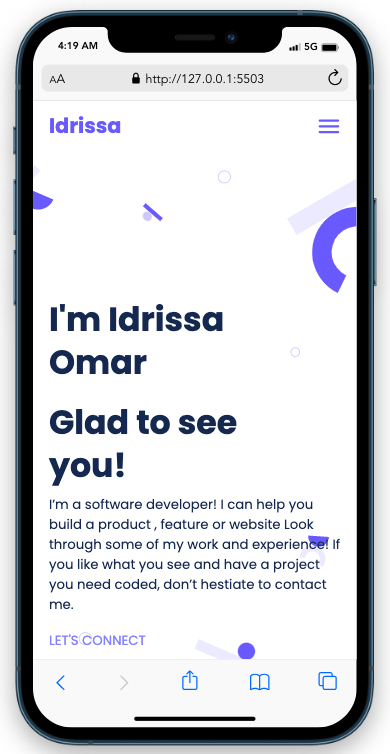 4:19 AM
5G
AA
http://127.0.0.1:5503
Idrissa
I'm Idrissa
Omar
Glad to see
you!
I'm a software developer! I can help you
build a product , feature or website Look
through some of my work and experience! If
you like what you see and have a project
you need coded, don't hestiate to contact
me.
LET'S CONNECT